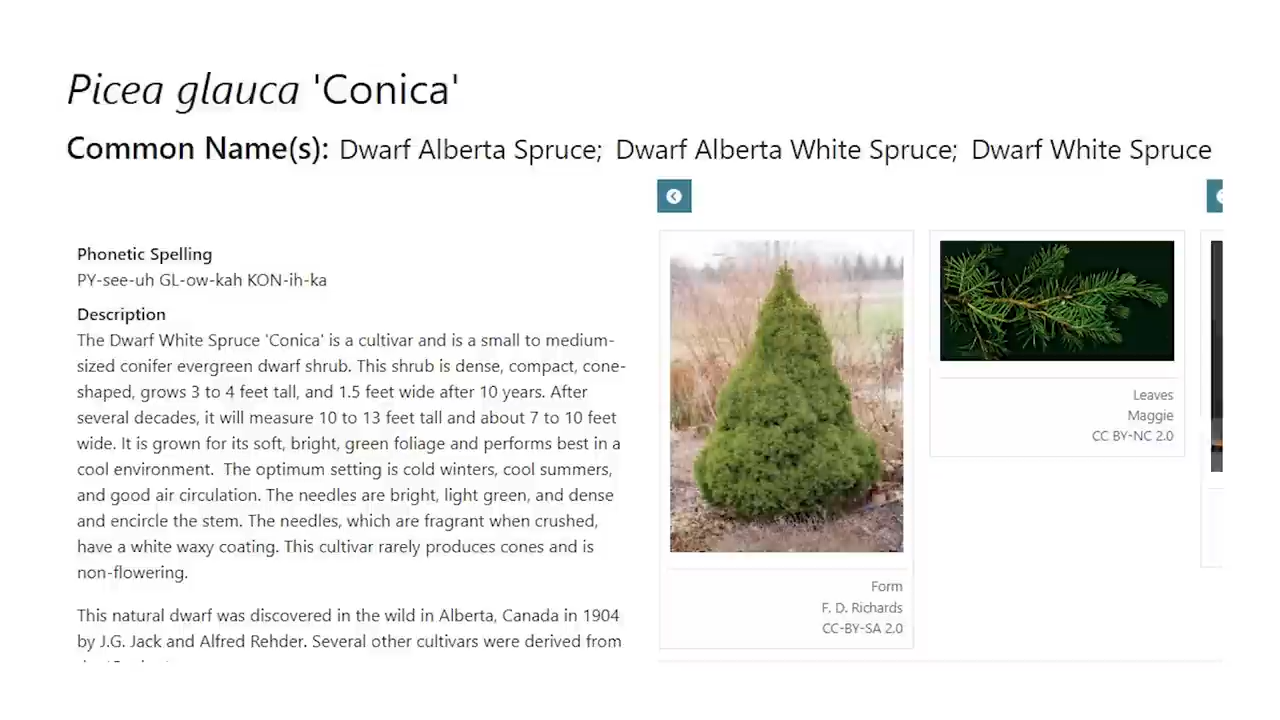 Picea glauca 'Conica'
Common Name(s): Dwarf Alberta Spruce; Dwarf Alberta White Spruce; Dwarf White Spruce
Phonetic Spelling
PY-see-uh GL-ow-kah KON-ih-ka
Description
The Dwarf White Spruce 'Conica' is a cultivar and is a small to medium-
sized conifer evergreen dwarf shrub. This shrub is dense, compact, cone-
shaped, grows 3 to 4 feet tall, and 1.5 feet wide after 10 years. After
several decades, it will measure 10 to 13 feet tall and about 7 to 10 feet
wide. It is grown for its soft, bright, green foliage and performs best in a
cool environment. The optimum setting is cold winters, cool summers,
and good air circulation. The needles are bright, light green, and dense
and encircle the stem. The needles, which are fragrant when crushed,
have a white waxy coating. This cultivar rarely produces cones and is
non-flowering.
This natural dwarf was discovered in the wild in Alberta, Canada in 1904
by J.G. Jack and Alfred Rehder. Several other cultivars were derived from
Form
F. D. Richards
CC-BY-SA 2.0
Leaves
Maggie
CC BY-NC 2.0